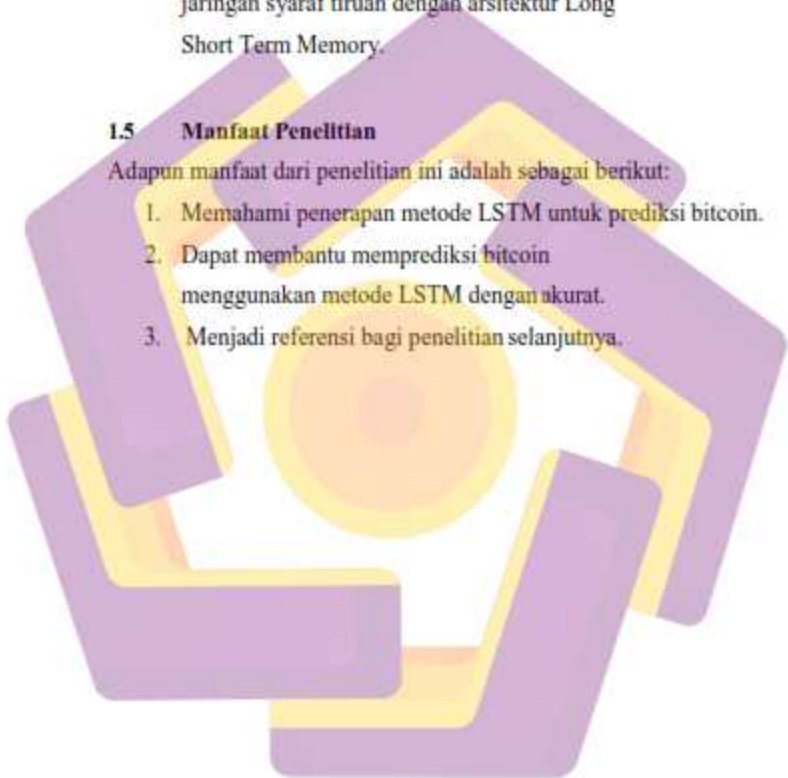 jaringan syaraf tiruan dengan arsitektur Long
Short Term Memory.
1.5 Manfaat Penelitian
Adapun manfaat dari penelitian ini adalah sebagai berikut:
1. Memahami penerapan metode LSTM untuk prediksi bitcoin.
2. Dapat membantu memprediksi bitcoin
menggunakan metode LSTM dengan akurat.
3. Menjadi referensi bagi penelitian selanjutnya.